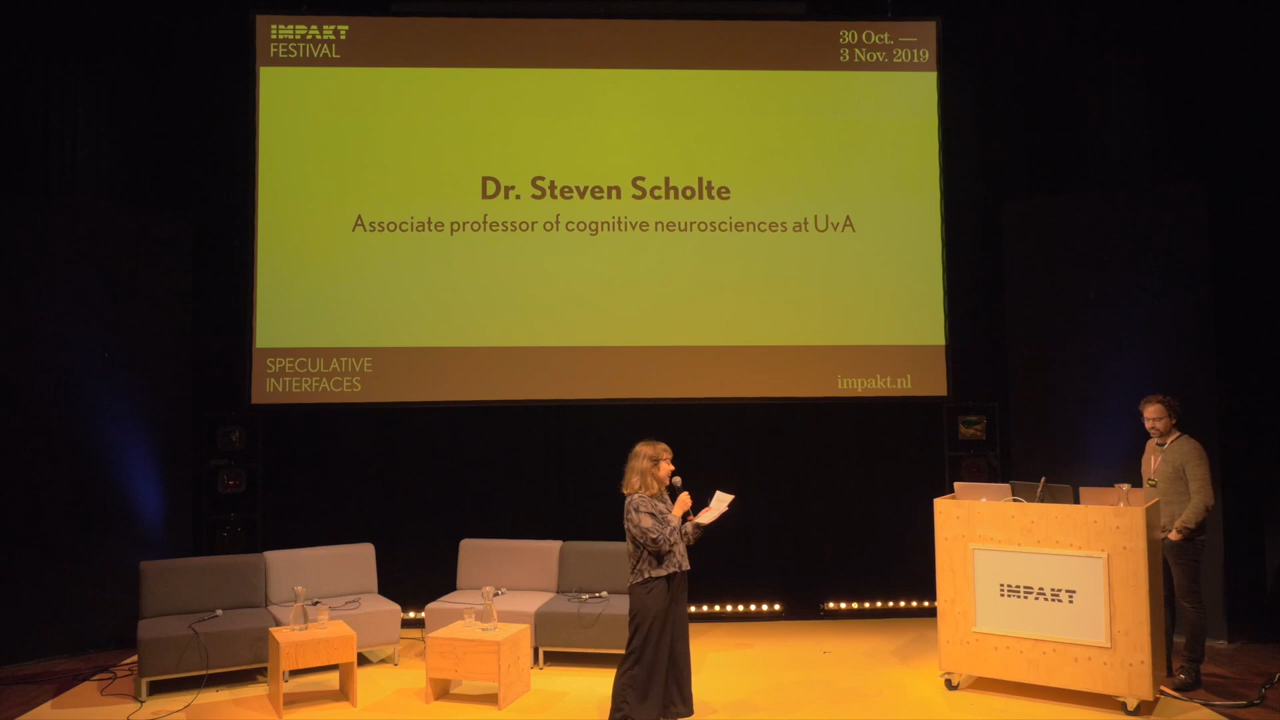 IMPAKT
FESTIVAL
30 Oct. —
3 Nov. 2019
Dr. Steven Scholte
Associate professor of cognitive neurosciences at UvA
SPECULATIVE
INTERFACES
impakt.nl
IMPAKT